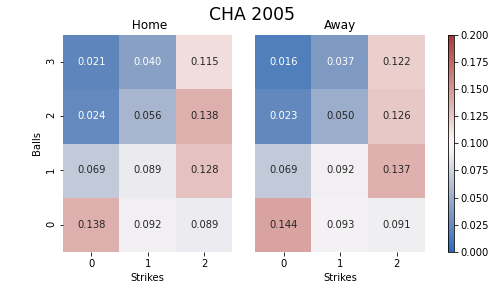 CHA 2005
Home Away
3 0.021 0.040 0.115 0.016 0.037 0.122
2 0.024 0.056 0.138 0.023 0.050 0.126
1 0.069 0.089 0.128 0.069 0.092 0.137
0 0.138 0.092 0.089 0.144 0.093 0.091
Balls
0 1 2 0 1 2
Strikes Strikes
0.200
0.175
0.150
0.125
0.100
0.075
0.050
0.025
0.000